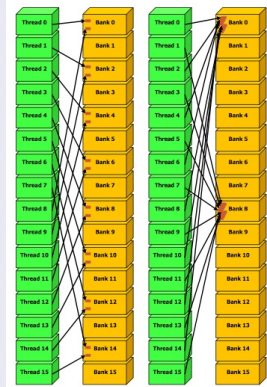 Thread 0 Bank 0 Thread 0 Bank 0
Thread 1 Bank 1 Thread 1 Bank 1
Thread 2 Bank 2 Thread 2 Bank 2
Thread 3 Bank 3 Thread 3 Bank 3
Thread 4 Bank 4 Thread 4 Bank 4
Thread 5 Bank 5 Thread 5 Bank 5
Thread 6 Bank 6 Thread 6 Bank 6
Thread 7 Bank 7 Thread 7 Bank 7
Thread 8 Bank 8 Thread 8 Bank 8
Thread 9 Bank 9 Thread 9 Bank 9
Thread 10 Bank 10 Thread 10 Bank 10
Thread 11 Bank 11 Thread 11 Bank 11
Thread 12 Bank 12 Thread 12 Bank 12
Thread 13 Bank 13 Thread 13 Bank 13
Thread 14 Bank 14 Thread 14 Bank 14
Thread 15 Bank 15 Thread 15 Bank 15